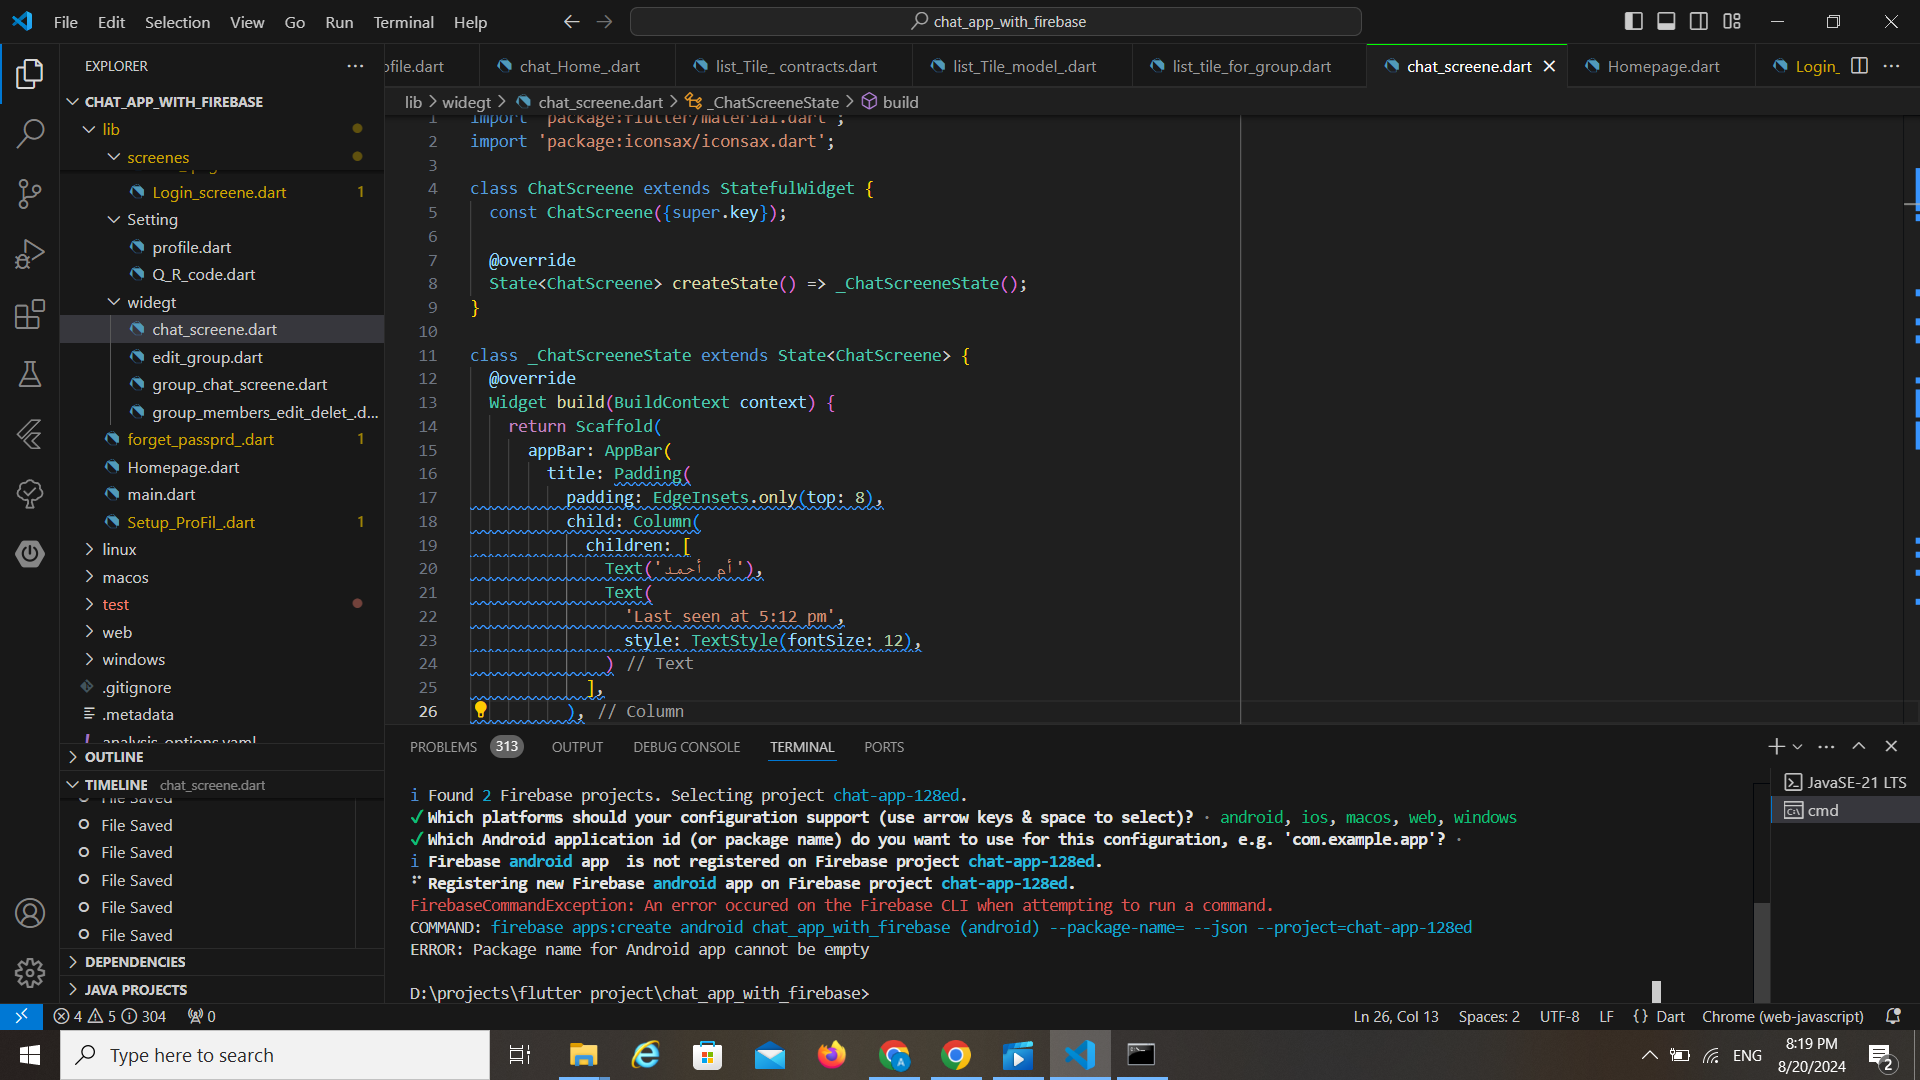 File Edit Selection View Go Run Terminal Help
chat_app_with_firebase
EXPLORER
CHAT_APP_WITH_FIREBASE
lib
screenes
Login_screene.dart 1
Setting
profile.dart
Q_R_code.dart
widegt
chat_screene.dart
edit_group.dart
group_chat_screene.dart
group_members_edit_delet_.d...
forget_passprd_.dart 1
Homepage.dart
main.dart
Setup_ProFil_.dart 1
linux
macos
test
web
windows
.gitignore
.metadata
analysis_options.yaml
OUTLINE
TIMELINE chat_screene.dart
File Saved
File Saved
File Saved
File Saved
File Saved
File Saved
DEPENDENCIES
JAVA PROJECTS
ofile.dart chat_Home_.dart list_Tile_ contracts.dart list_Tile_model_.dart list_tile_for_group.dart chat_screene.dart Homepage.dart Login_
lib > widegt > chat_screene.dart > _ChatScreeneState > build
1 import 'package:flutter/material.dart';
2 import 'package:iconsax/iconsax.dart';
3
4 class ChatScreene extends StatefulWidget {
5 const ChatScreene({super.key});
6
7 @override
8 State<ChatScreene> createState() => _ChatScreeneState();
9 }
10
11 class _ChatScreeneState extends State<ChatScreene> {
12 @override
13 Widget build(BuildContext context) {
14 return Scaffold(
15 appBar: AppBar(
16 title: Padding(
17 padding: EdgeInsets.only(top: 8),
18 child: Column(
19 children: [
20 Text('أم أحمد'),
21 Text(
22 'Last seen at 5:12 pm',
23 style: TextStyle(fontSize: 12),
24 ) // Text
25 ],
26 ), // Column
PROBLEMS 313 OUTPUT DEBUG CONSOLE TERMINAL PORTS
i Found 2 Firebase projects. Selecting project chat-app-128ed.
✔ Which platforms should your configuration support (use arrow keys & space to select)? · android, ios, macos, web, windows
✔ Which Android application id (or package name) do you want to use for this configuration, e.g. 'com.example.app'? ·
i Firebase android app  is not registered on Firebase project chat-app-128ed.
⠋ Registering new Firebase android app on Firebase project chat-app-128ed.
FirebaseCommandException: An error occured on the Firebase CLI when attempting to run a command.
COMMAND: firebase apps:create android chat_app_with_firebase (android) --package-name= --json --project=chat-app-128ed
ERROR: Package name for Android app cannot be empty
D:\projects\flutter project\chat_app_with_firebase>
JavaSE-21 LTS
cmd
4 5 304 0 Ln 26, Col 13 Spaces: 2 UTF-8 LF {} Dart Chrome (web-javascript)
Type here to search
ENG
8:19 PM
8/20/2024
2